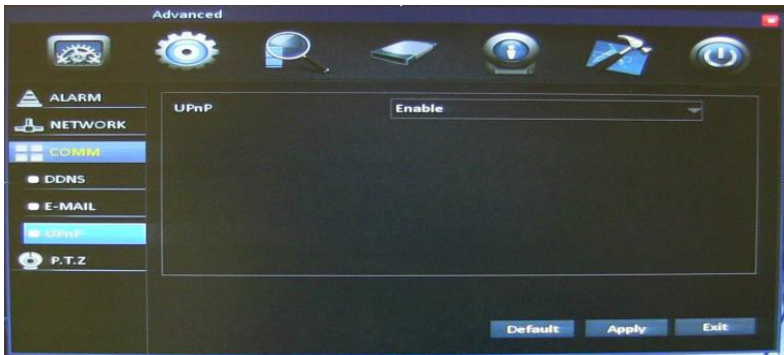 Advanced
ALARM
NETWORK
COMM
DDNS
E-MAIL
UPnP
P.T.Z
UPnP Enable
Default Apply Exit